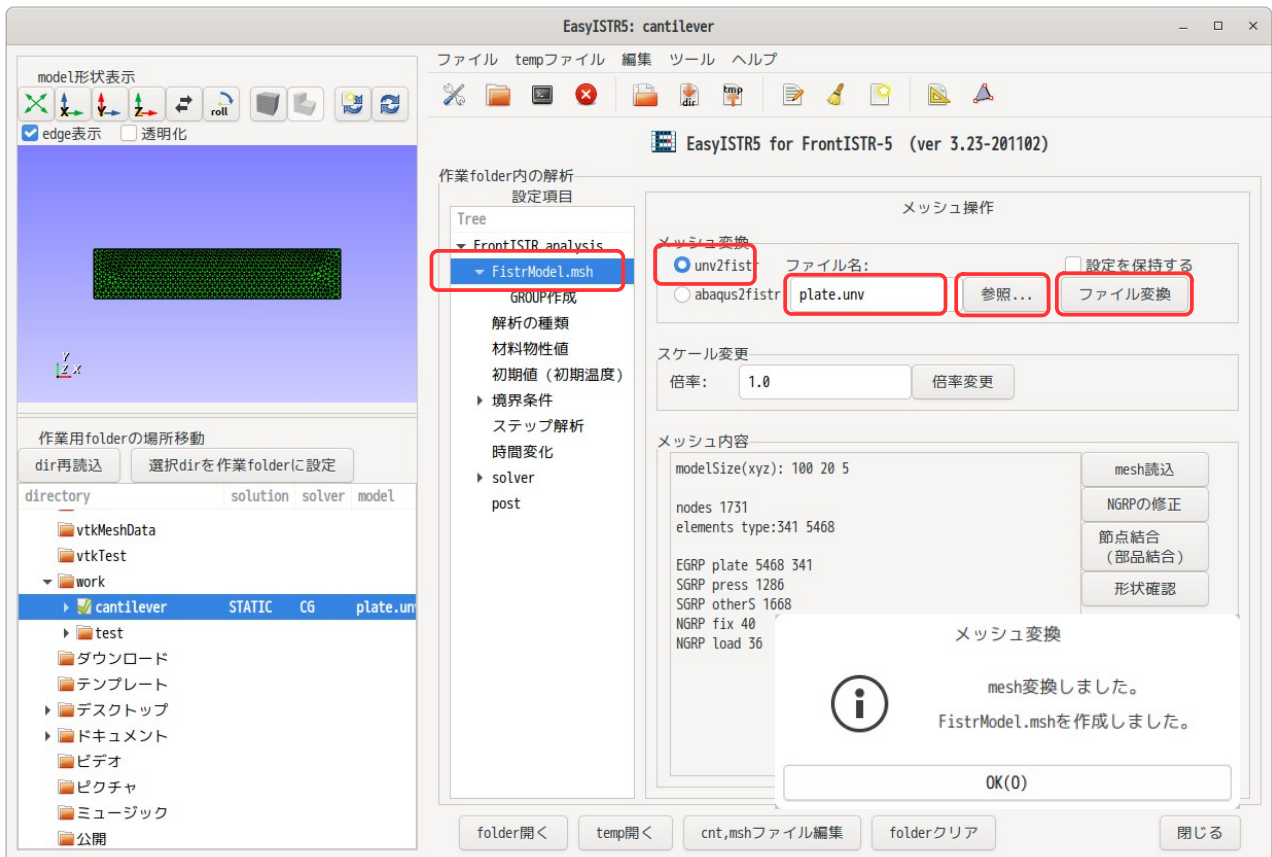 EasyISTR5: cantilever
model形状表示
roll
edge表示 透明化
Y
Z X
作業用folderの場所移動
dir再読込 選択dirを作業folderに設定
directory solution solver model
vtkMeshData
vtkTest
work
cantilever STATIC CG plate.un
test
ダウンロード
テンプレート
デスクトップ
ドキュメント
ビデオ
ピクチャ
ミュージック
公開
ファイル tempファイル 編集 ツール ヘルプ
dir tmp
EasyISTR5 for FrontISTR-5 (ver 3.23-201102)
作業folder内の解析
設定項目
Tree
FrontISTR analysis
FistrModel.msh
GROUP作成
解析の種類
材料物性値
初期値(初期温度)
境界条件
ステップ解析
時間変化
solver
post
メッシュ操作
メッシュ変換
unv2fistr ファイル名: 設定を保持する
abaqus2fistr plate.unv 参照... ファイル変換
スケール変更
倍率: 1.0 倍率変更
メッシュ内容
modelSize(xyz): 100 20 5
nodes 1731
elements type:341 5468
EGRP plate 5468 341
SGRP press 1286
SGRP otherS 1668
NGRP fix 40
NGRP load 36
mesh読込
NGRPの修正
節点結合
(部品結合)
形状確認
メッシュ変換
mesh変換しました。
FistrModel.mshを作成しました。
OK(O)
folder開く temp開く cnt,mshファイル編集 folderクリア 閉じる